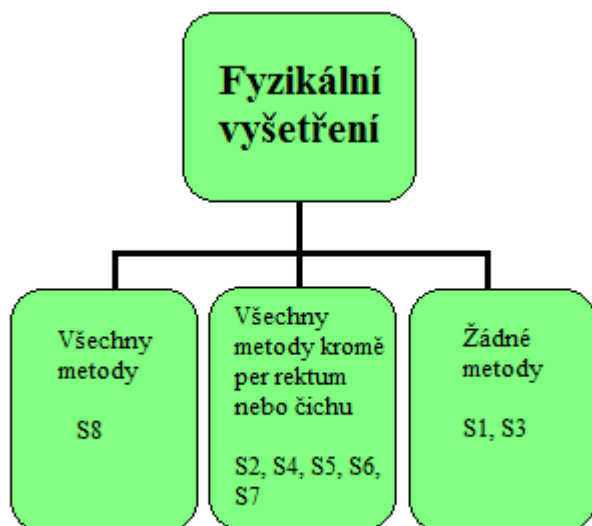 Fyzikální
vyšetření
Všechny
metody
S8
Všechny
metody kromě
per rektum
nebo čichu
S2, S4, S5, S6,
S7
Žádné
metody
S1, S3